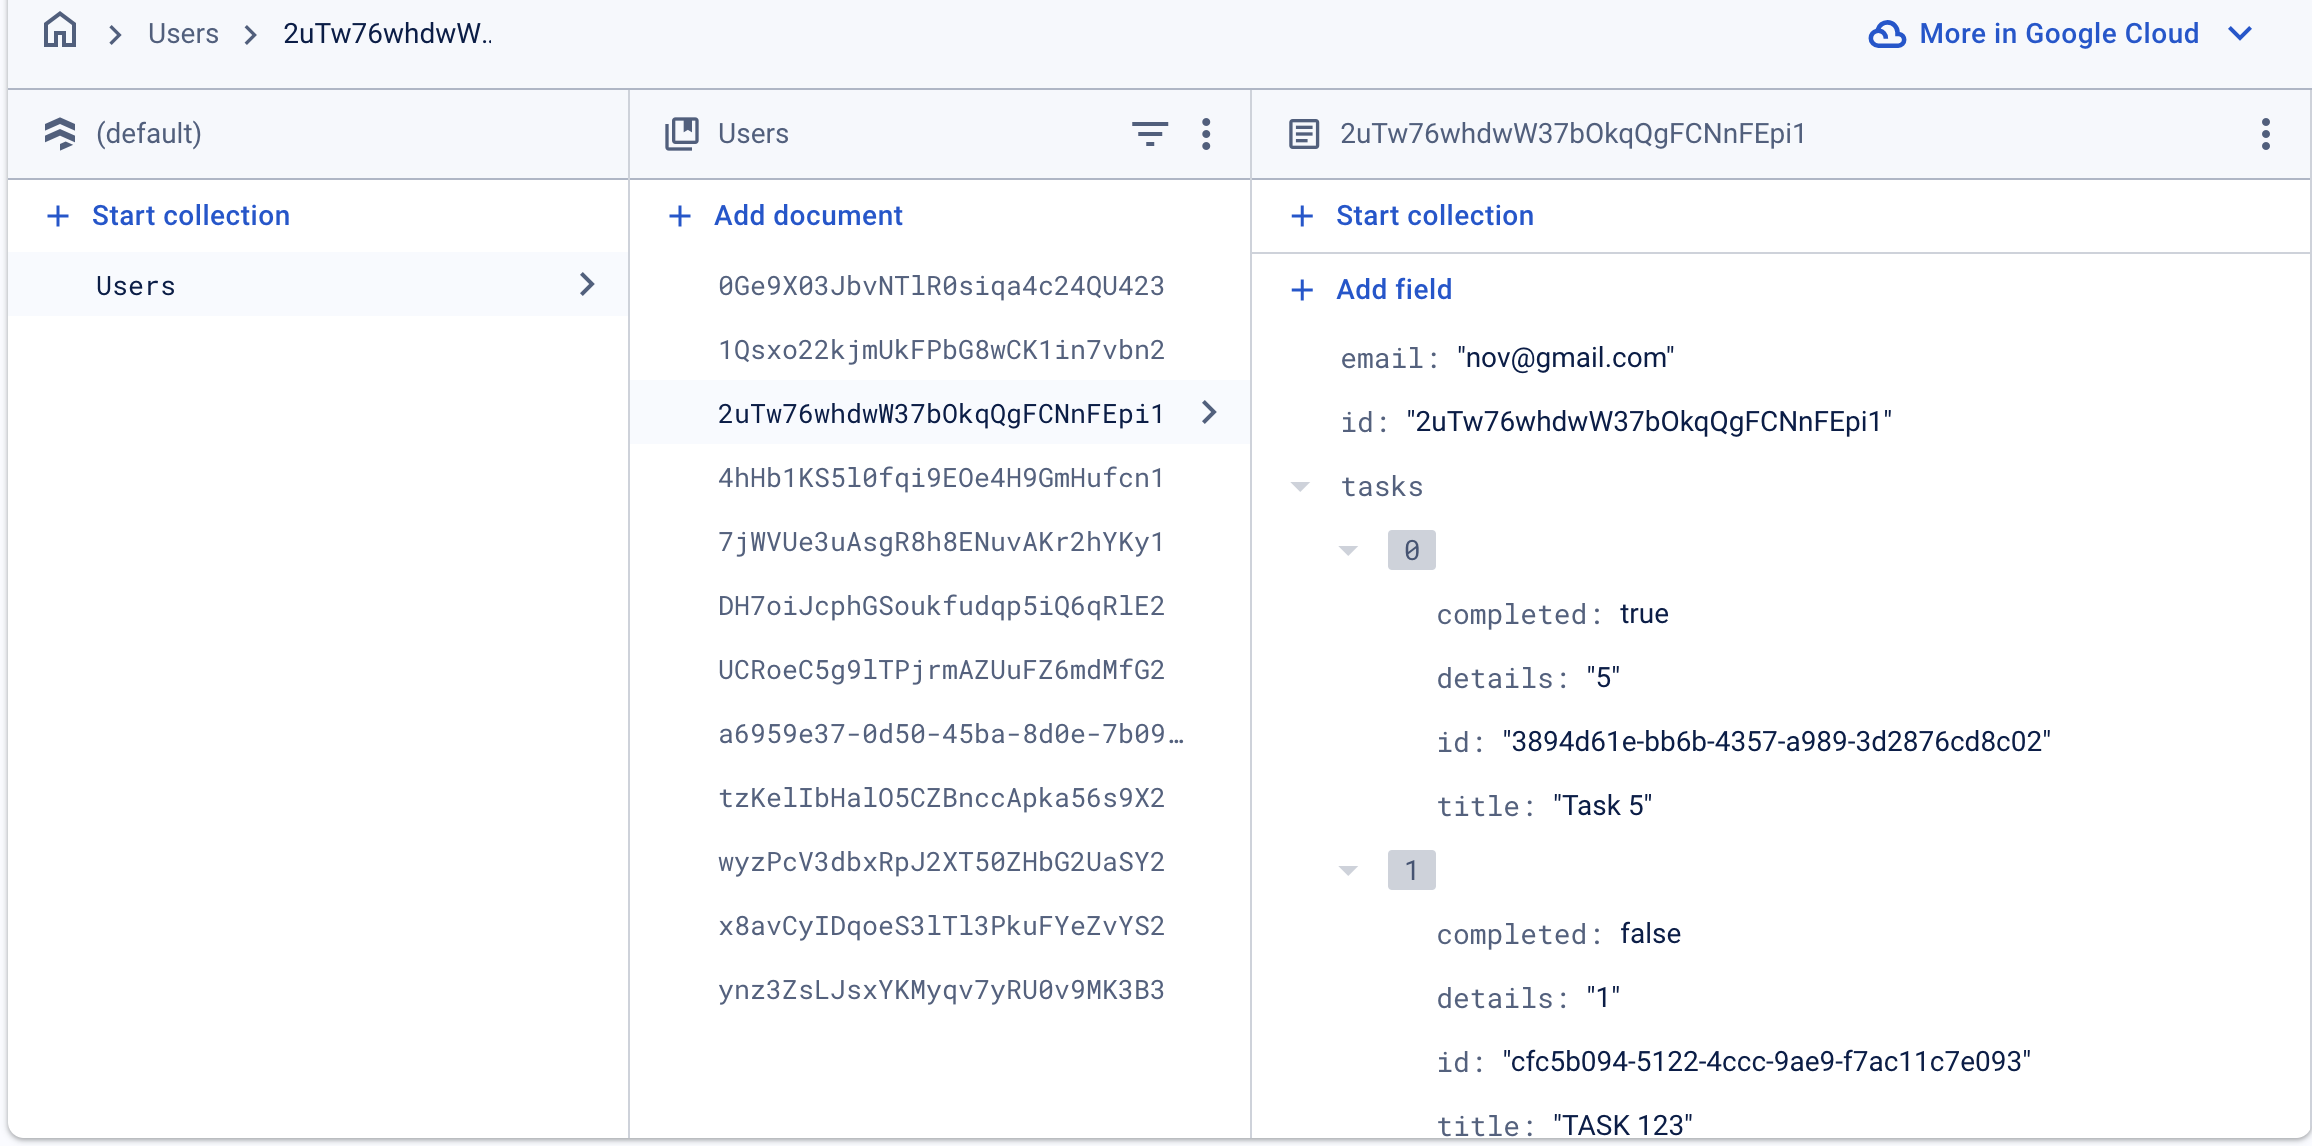 Users 2uTw76whdwW.. More in Google Cloud
(default)
Start collection
Users
Users
Add document
0Ge9X03JbvNTlR0siqa4c24QU423
1Qsxo22kjmUkFPbG8wCK1in7vbn2
2uTw76whdwW37bOkqQgFCNnFEpi1
4hHb1KS5l0fqi9EOe4H9GmHufcn1
7jWVUe3uAsgR8h8ENuvAKr2hYKy1
DH7oiJcphGSoukfudqp5iQ6qRlE2
UCRoeC5g9lTPjrmAZUuFZ6mdMfG2
a6959e37-0d50-45ba-8d0e-7b09…
tzKelIbHalO5CZBnccApka56s9X2
wyzPcV3dbxRpJ2XT50ZHbG2UaSY2
x8avCyIDqoeS3lTl3PkuFYeZvYS2
ynz3ZsLJsxYKMyqv7yRU0v9MK3B3
2uTw76whdwW37bOkqQgFCNnFEpi1
Start collection
Add field
email: "nov@gmail.com"
id: "2uTw76whdwW37bOkqQgFCNnFEpi1"
tasks
0
completed: true
details: "5"
id: "3894d61e-bb6b-4357-a989-3d2876cd8c02"
title: "Task 5"
1
completed: false
details: "1"
id: "cfc5b094-5122-4ccc-9ae9-f7ac11c7e093"
title: "TASK 123"